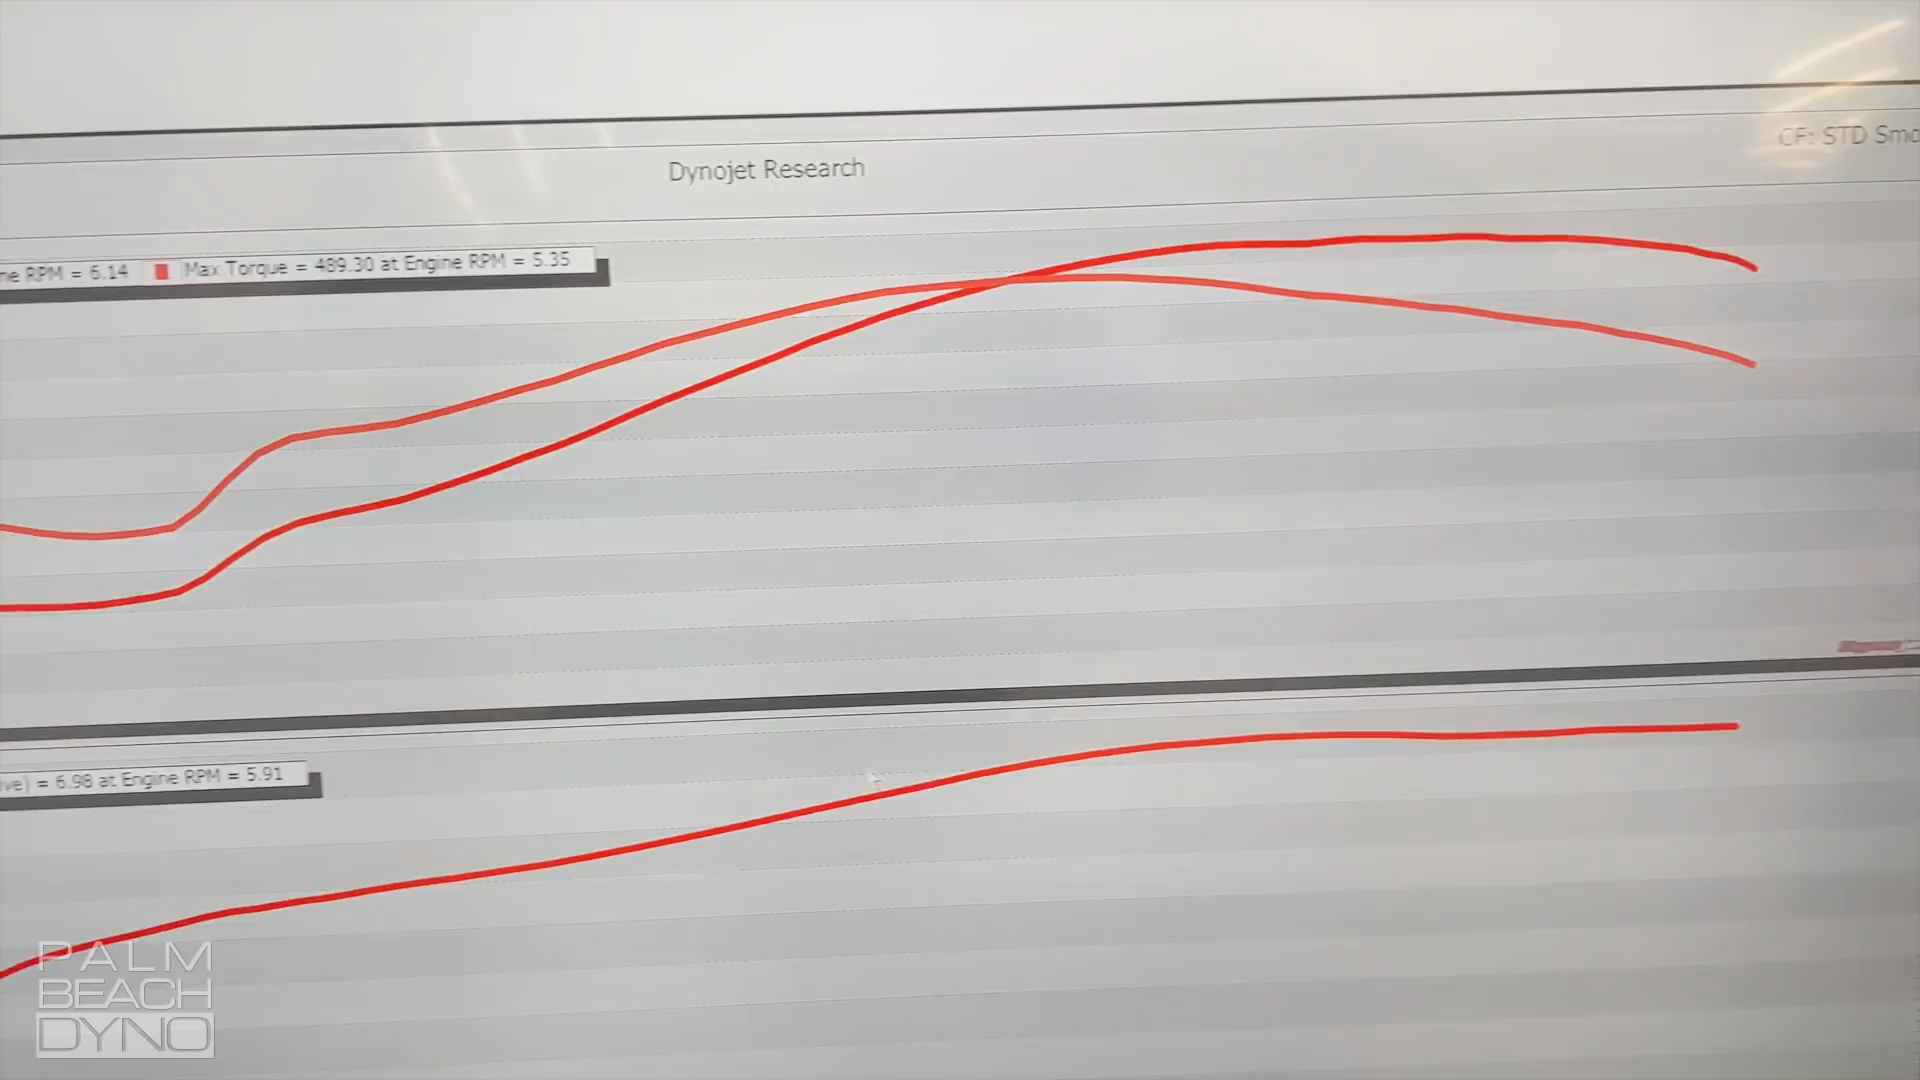 Dynojet Research
CF: STD Smo
ne RPM = 6.14 Max Torque = 489.30 at Engine RPM = 5.35
ive) = 6.98 at Engine RPM = 5.91
PALM
BEACH
DYNO